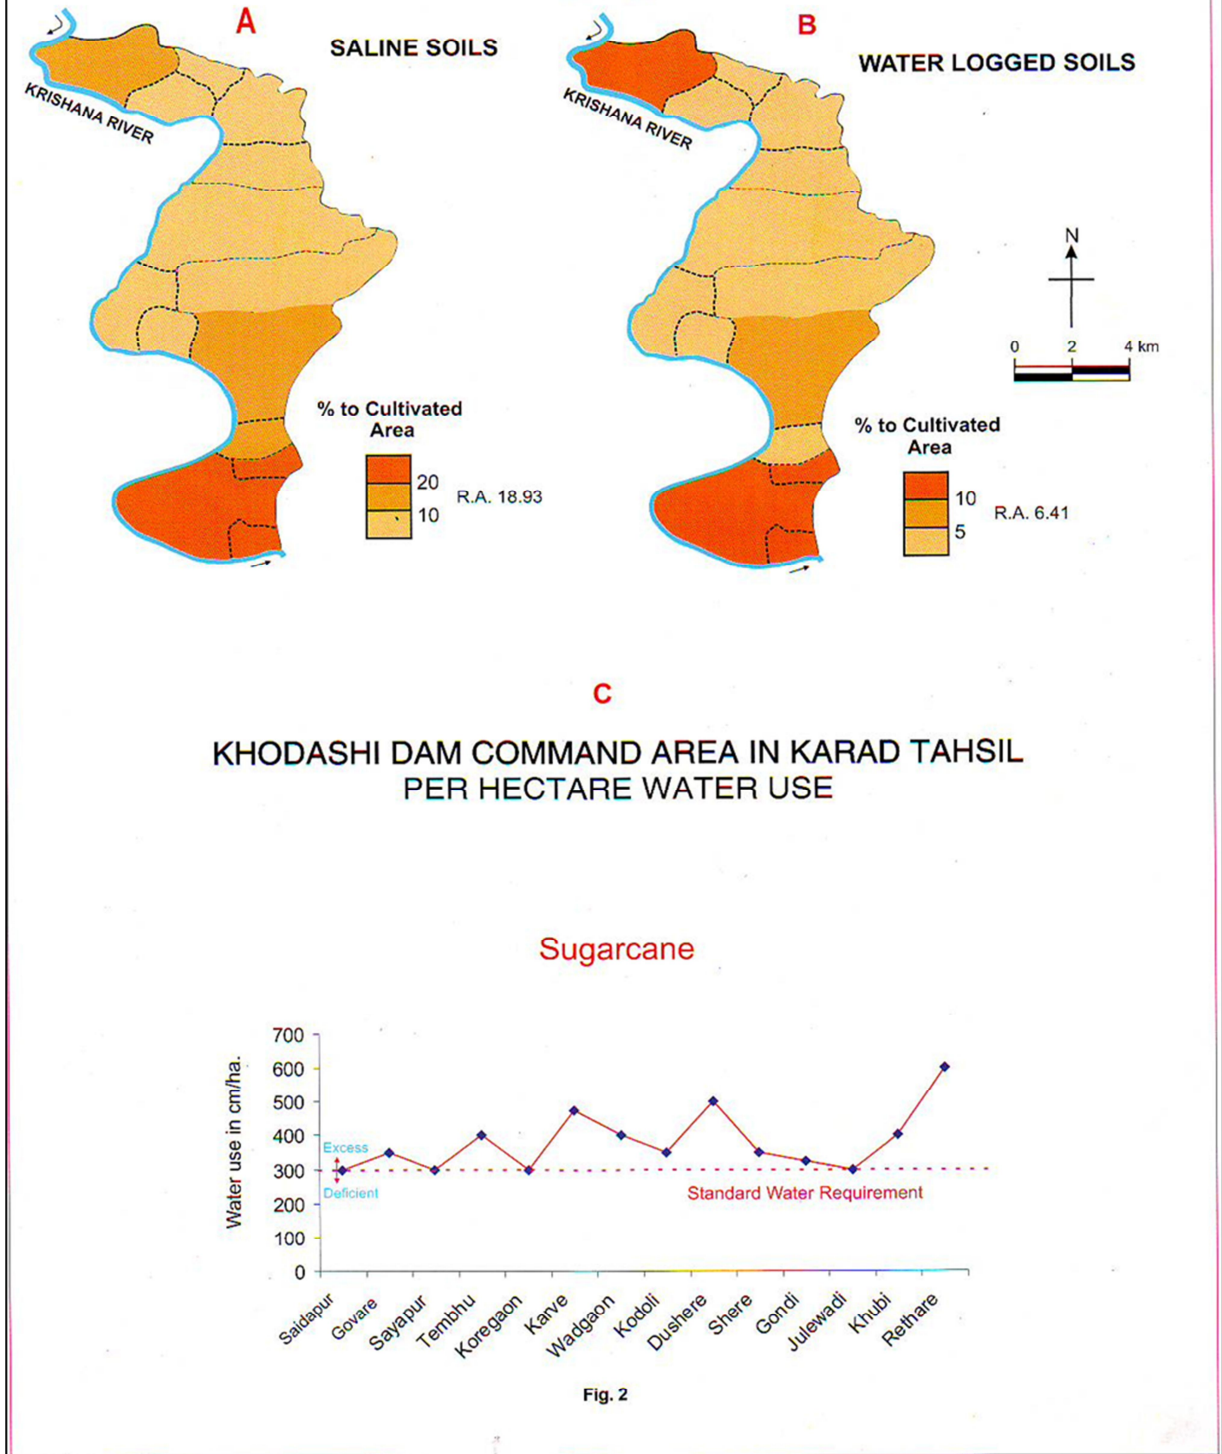 A
SALINE SOILS
KRISHANA RIVER
% to Cultivated
Area
20
10
R.A. 18.93
B
WATER LOGGED SOILS
KRISHANA RIVER
N
0 2 4 km
% to Cultivated
Area
10
5
R.A. 6.41
C
KHODASHI DAM COMMAND AREA IN KARAD TAHSIL
PER HECTARE WATER USE
Sugarcane
Water use in cm/ha.
700
600
500
400
300
200
100
0
Excess
Deficient
Standard Water Requirement
Saidapur
Govare
Sayapur
Tembhu
Koregaon
Karve
Wadgaon
Kodoli
Dushere
Shere
Gondi
Julewadi
Khubi
Rethare
Fig. 2